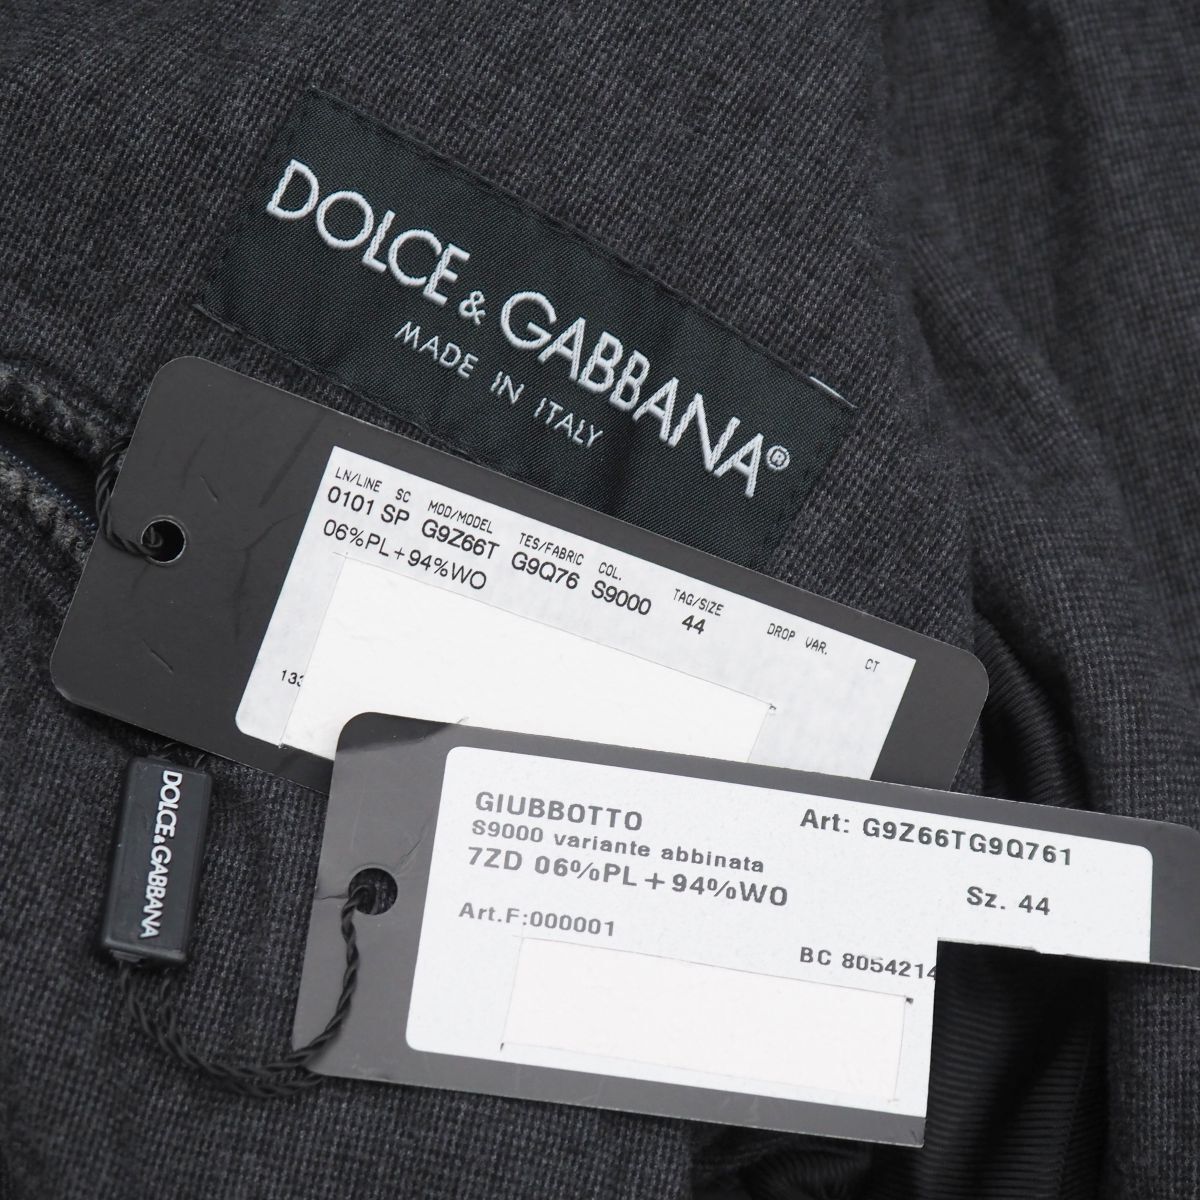 DOLCE & GABBANA®
MADE IN ITALY
LN/LINE SC MOD/MODEL TES/FABRIC COL. TAG/SIZE DROP VAR. CT
0101 SP G9Z66T G9Q76 S9000 44
06%PL+94%WO
133
DOLCE&GABBANA
GIUBBOTTO Art: G9Z66TG9Q761
S9000 variante abbinata
7ZD 06%PL+94%WO Sz. 44
Art.F:000001
BC 8054214